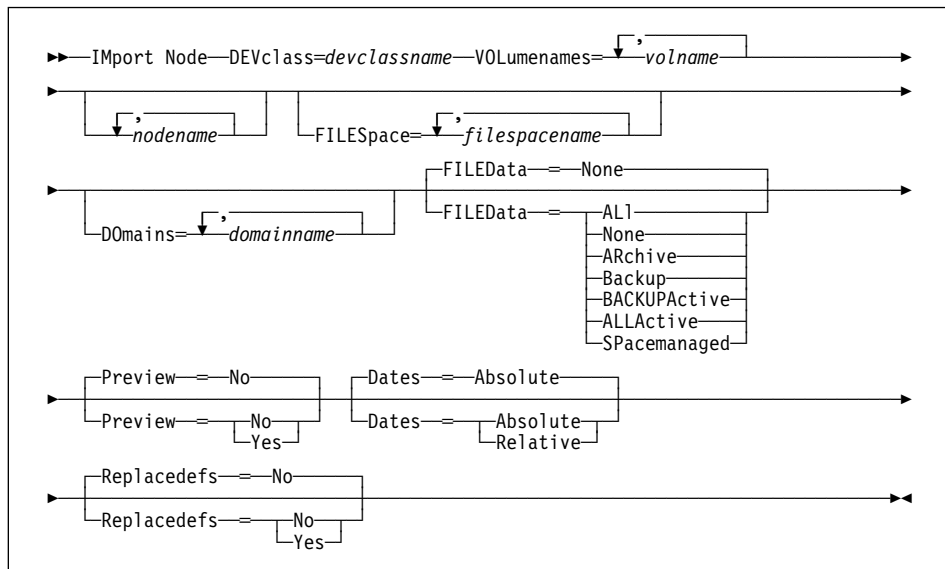 IMport Node DEVclass=devclassname VOLumenames= , volname
, nodename FILESpace= , filespacename
DOmains= , domainname FILEData = None
FILEData = ALl
None
ARchive
Backup
BACKUPActive
ALLActive
SPacemanaged
Preview = No Dates = Absolute
Preview = No Dates = Absolute
Yes Relative
Replacedefs = No
Replacedefs = No
Yes